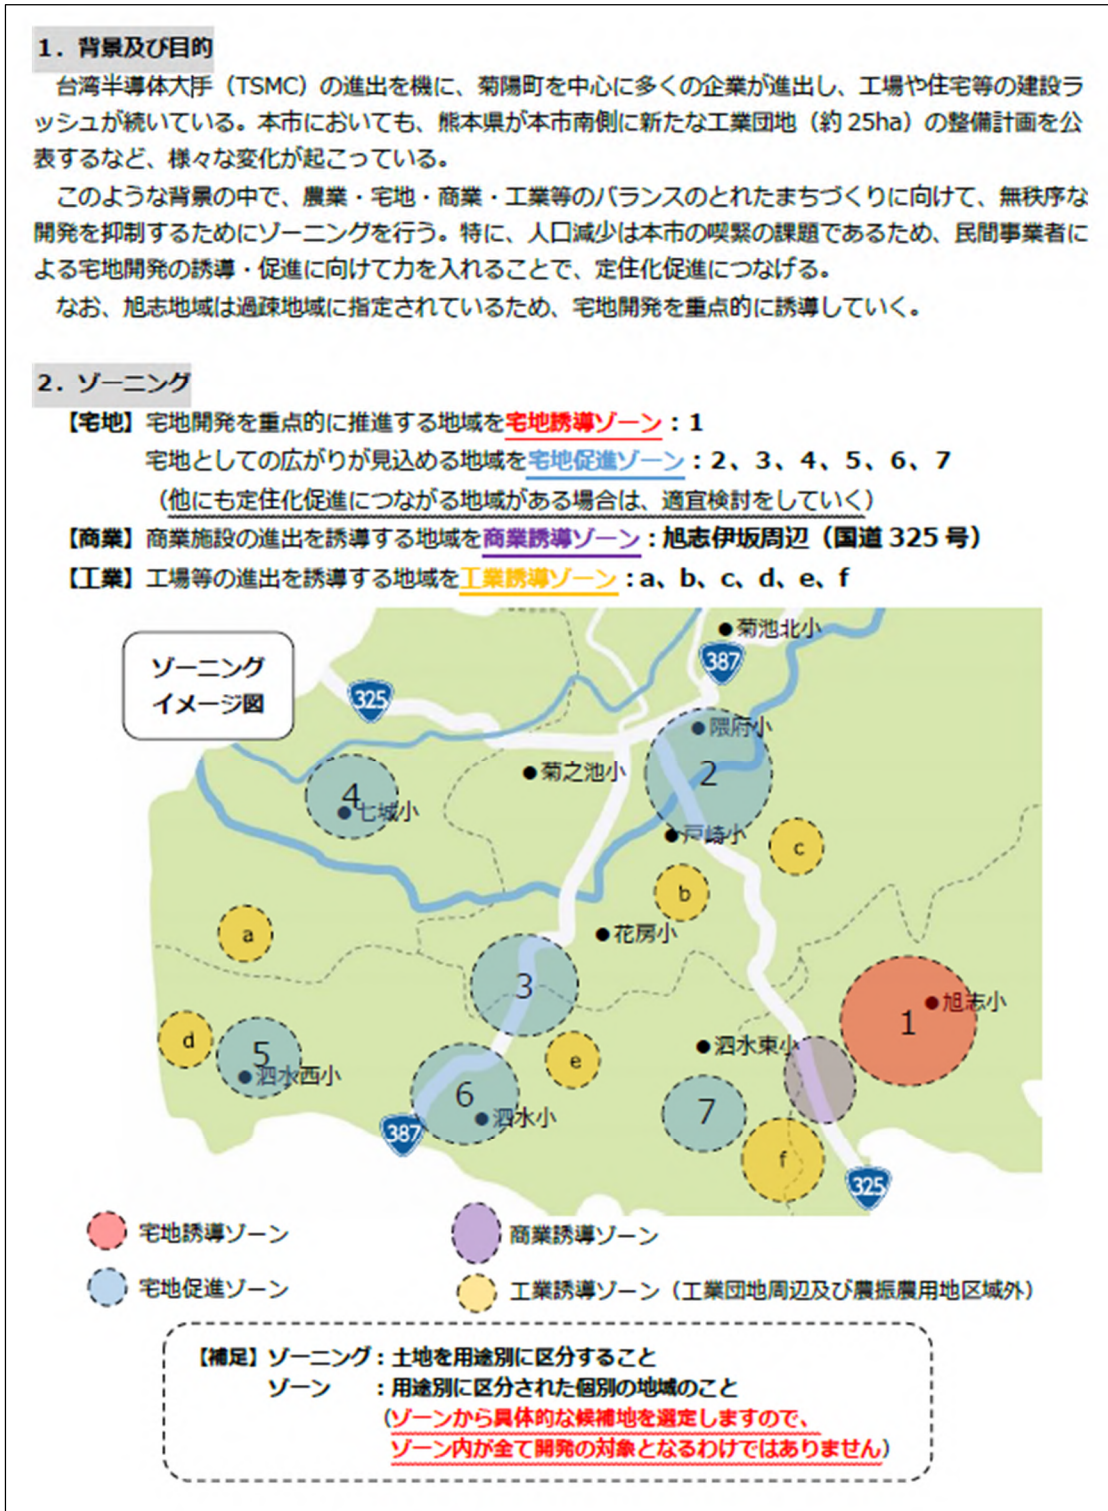 1．背景及び目的
台湾半導体大手（TSMC）の進出を機に、菊陽町を中心に多くの企業が進出し、工場や住宅等の建設ラ
ッシュが続いている。本市においても、熊本県が本市南側に新たな工業団地（約25ha）の整備計画を公
表するなど、様々な変化が起こっている。
このような背景の中で、農業・宅地・商業・工業等のバランスのとれたまちづくりに向けて、無秩序な
開発を抑制するためにゾーニングを行う。特に、人口減少は本市の喫緊の課題であるため、民間事業者に
よる宅地開発の誘導・促進に向けて力を入れることで、定住化促進につなげる。
なお、旭志地域は過疎地域に指定されているため、宅地開発を重点的に誘導していく。
2．ゾーニング
【宅地】宅地開発を重点的に推進する地域を宅地誘導ゾーン：1
宅地としての広がりが見込める地域を宅地促進ゾーン：2、3、4、5、6、7
（他にも定住化促進につながる地域がある場合は、適宜検討をしていく）
【商業】商業施設の進出を誘導する地域を商業誘導ゾーン：旭志伊坂周辺（国道325号）
【工業】工場等の進出を誘導する地域を工業誘導ゾーン：a、b、c、d、e、f
ゾーニング
イメージ図
●菊池北小
387
325
●隈府小
2
●菊之池小
4
●七城小
●戸崎小
c
b
a
●花房小
3
1
●旭志小
d
5
●泗水西小
e
●泗水東小
6
●泗水小
7
387
f
325
宅地誘導ゾーン
商業誘導ゾーン
宅地促進ゾーン
工業誘導ゾーン（工業団地周辺及び農振農用地区域外）
【補足】ゾーニング：土地を用途別に区分すること
ゾーン　　：用途別に区分された個別の地域のこと
（ゾーンから具体的な候補地を選定しますので、
ゾーン内が全て開発の対象となるわけではありません）